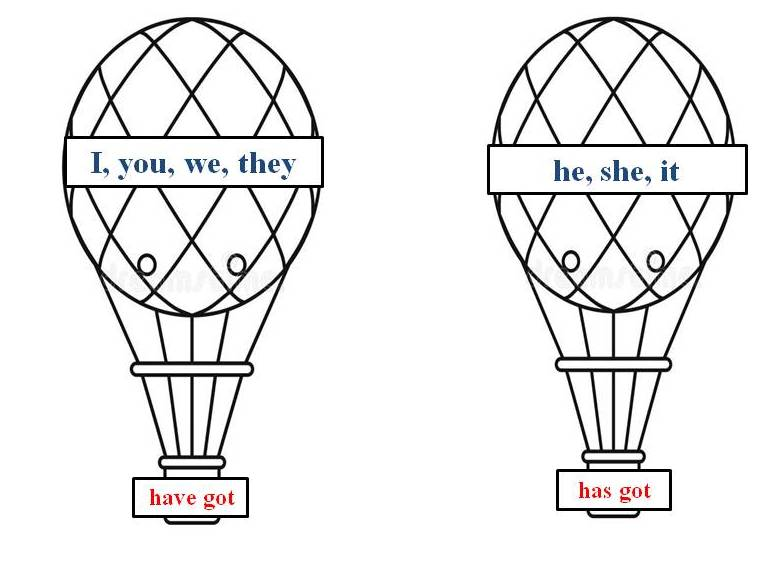 I, you, we, they
he, she, it
have got
has got